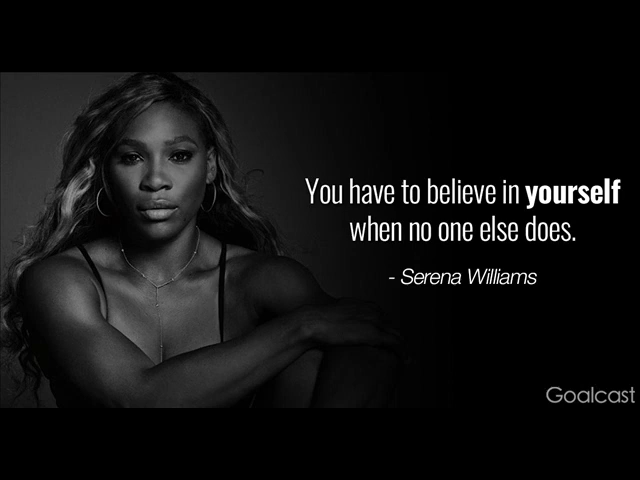 You have to believe in yourself
when no one else does.
- Serena Williams
Goalcast